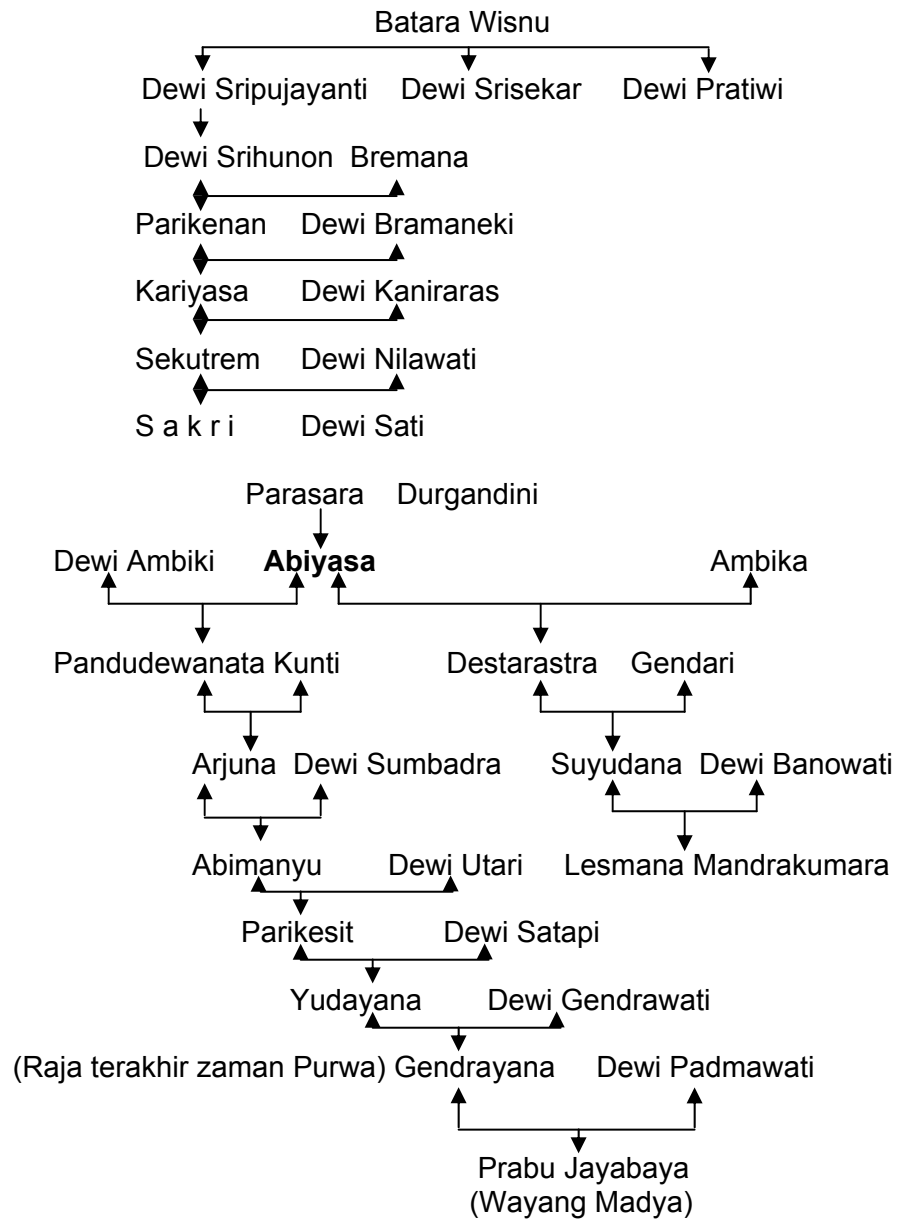 Batara Wisnu
Dewi Sripujayanti Dewi Srisekar Dewi Pratiwi
Dewi Srihunon Bremana
Parikenan Dewi Bramaneki
Kariyasa Dewi Kaniraras
Sekutrem Dewi Nilawati
S a k r i Dewi Sati
Parasara Durgandini
Dewi Ambiki Abiyasa Ambika
Pandudewanata Kunti Destarastra Gendari
Arjuna Dewi Sumbadra Suyudana Dewi Banowati
Abimanyu Dewi Utari Lesmana Mandrakumara
Parikesit Dewi Satapi
Yudayana Dewi Gendrawati
(Raja terakhir zaman Purwa) Gendrayana Dewi Padmawati
Prabu Jayabaya
(Wayang Madya)